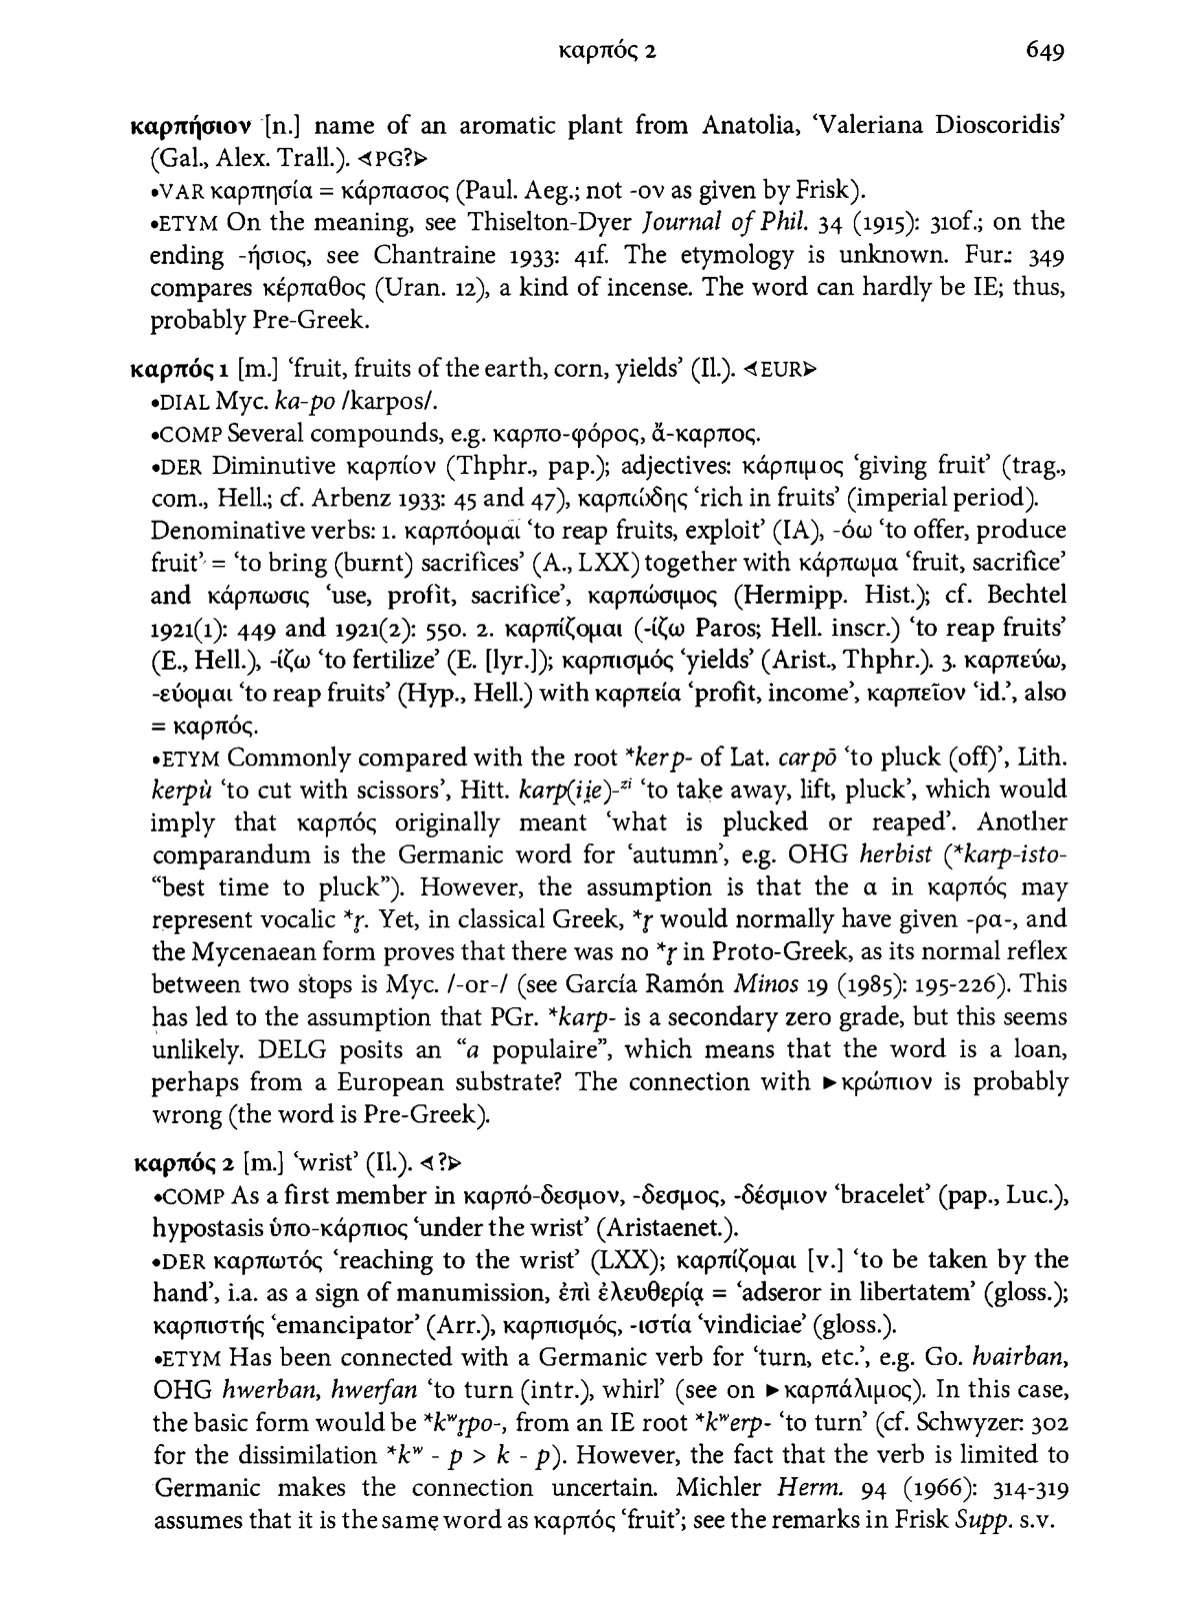 καρπός 2 649
καρπήσιον [n.] name of an aromatic plant from Anatolia, ‘Valeriana Dioscoridis’
(Gal., Alex. Trall.). ⊲PG?⊳
•VAR καρπησία = κάρπασος (Paul. Aeg.; not -ον as given by Frisk).
•ETYM On the meaning, see Thiselton-Dyer Journal of Phil. 34 (1915): 310f.; on the
ending -ήσιος, see Chantraine 1933: 41f. The etymology is unknown. Fur.: 349
compares κέρπαθος (Uran. 12), a kind of incense. The word can hardly be IE; thus,
probably Pre-Greek.
καρπός 1 [m.] ‘fruit, fruits of the earth, corn, yields’ (Il.). ⊲EUR⊳
•DIAL Myc. ka-po /karpos/.
•COMP Several compounds, e.g. καρπο-φόρος, ἄ-καρπος.
•DER Diminutive καρπίον (Thphr., pap.); adjectives: κάρπιμος ‘giving fruit’ (trag.,
com., Hell.; cf. Arbenz 1933: 45 and 47), καρπώδης ‘rich in fruits’ (imperial period).
Denominative verbs: 1. καρπόομαι ‘to reap fruits, exploit’ (IA), -όω ‘to offer, produce
fruit’ = ‘to bring (burnt) sacrifices’ (A., LXX) together with κάρπωμα ‘fruit, sacrifice’
and κάρπωσις ‘use, profit, sacrifice’, καρπώσιμος (Hermipp. Hist.); cf. Bechtel
1921(1): 449 and 1921(2): 550. 2. καρπίζομαι (-ίζω Paros; Hell. inscr.) ‘to reap fruits’
(E., Hell.), -ίζω ‘to fertilize’ (E. [lyr.]); καρπισμός ‘yields’ (Arist., Thphr.). 3. καρπεύω,
-εύομαι ‘to reap fruits’ (Hyp., Hell.) with καρπεία ‘profit, income’, καρπεῖον ‘id.’, also
= καρπός.
•ETYM Commonly compared with the root *kerp- of Lat. carpō ‘to pluck (off)’, Lith.
kerpù ‘to cut with scissors’, Hitt. karp(i̯e)-ᶻⁱ ‘to take away, lift, pluck’, which would
imply that καρπός originally meant ‘what is plucked or reaped’. Another
comparandum is the Germanic word for ‘autumn’, e.g. OHG herbist (*karp-isto-
“best time to pluck”). However, the assumption is that the α in καρπός may
represent vocalic *r̥. Yet, in classical Greek, *r̥ would normally have given -ρα-, and
the Mycenaean form proves that there was no *r̥ in Proto-Greek, as its normal reflex
between two stops is Myc. /-or-/ (see García Ramón Minos 19 (1985): 195-226). This
has led to the assumption that PGr. *karp- is a secondary zero grade, but this seems
unlikely. DELG posits an “a populaire”, which means that the word is a loan,
perhaps from a European substrate? The connection with ►κρώπιον is probably
wrong (the word is Pre-Greek).
καρπός 2 [m.] ‘wrist’ (Il.). ⊲?⊳
•COMP As a first member in καρπό-δεσμον, -δεσμος, -δέσμιον ‘bracelet’ (pap., Luc.),
hypostasis ὑπο-κάρπιος ‘under the wrist’ (Aristaenet.).
•DER καρπωτός ‘reaching to the wrist’ (LXX); καρπίζομαι [v.] ‘to be taken by the
hand’, i.a. as a sign of manumission, ἐπὶ ἐλευθερίᾳ = ‘adseror in libertatem’ (gloss.);
καρπιστής ‘emancipator’ (Arr.), καρπισμός, -ιστία ‘vindiciae’ (gloss.).
•ETYM Has been connected with a Germanic verb for ‘turn, etc.’, e.g. Go. ƕairban,
OHG hwerban, hwerfan ‘to turn (intr.), whirl’ (see on ►καρπάλιμος). In this case,
the basic form would be *kʷr̥po-, from an IE root *kʷerp- ‘to turn’ (cf. Schwyzer: 302
for the dissimilation *kʷ - p > k - p). However, the fact that the verb is limited to
Germanic makes the connection uncertain. Michler Herm. 94 (1966): 314-319
assumes that it is the same word as καρπός ‘fruit’; see the remarks in Frisk Supp. s.v.